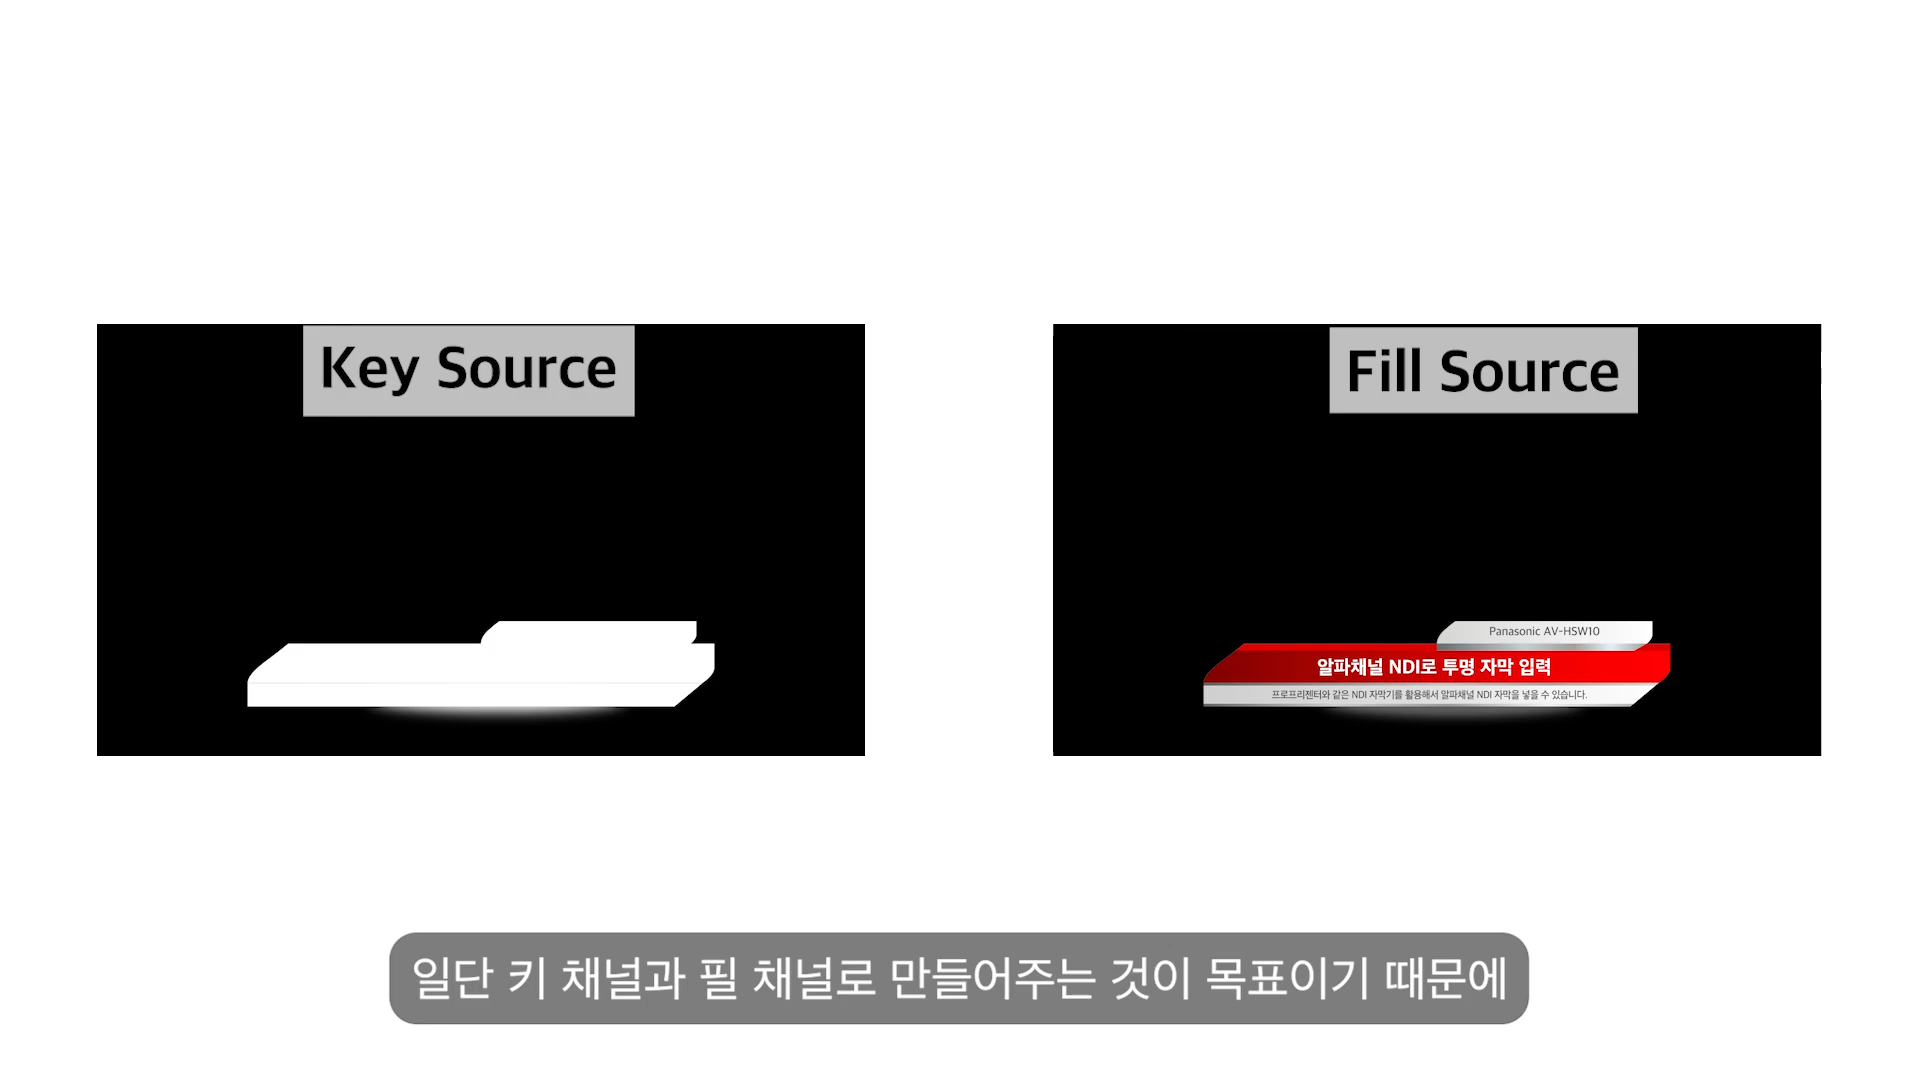 Key Source
Fill Source
Panasonic AV-HSW10
알파채널 NDI로 투명 자막 입력
프로프리젠터와 같은 NDI 자막기를 활용해서 알파채널 NDI 자막을 넣을 수 있습니다.
일단 키 채널과 필 채널로 만들어주는 것이 목표이기 때문에